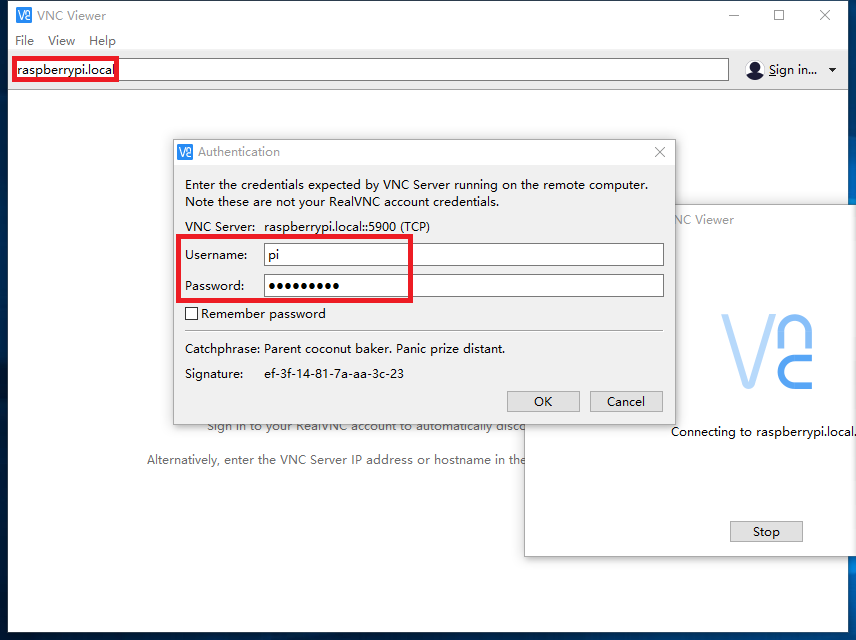 VNC Viewer
File View Help
raspberrypi.local
Sign in...
Authentication
Enter the credentials expected by VNC Server running on the remote computer.
Note these are not your RealVNC account credentials.
VNC Server: raspberrypi.local::5900 (TCP)
Username: pi
Password: •••••••••
Remember password
Catchphrase: Parent coconut baker. Panic prize distant.
Signature: ef-3f-14-81-7a-aa-3c-23
OK Cancel
NC Viewer
Sign in to your RealVNC account to automatically disco
Connecting to raspberrypi.local.
Alternatively, enter the VNC Server IP address or hostname in the
Stop